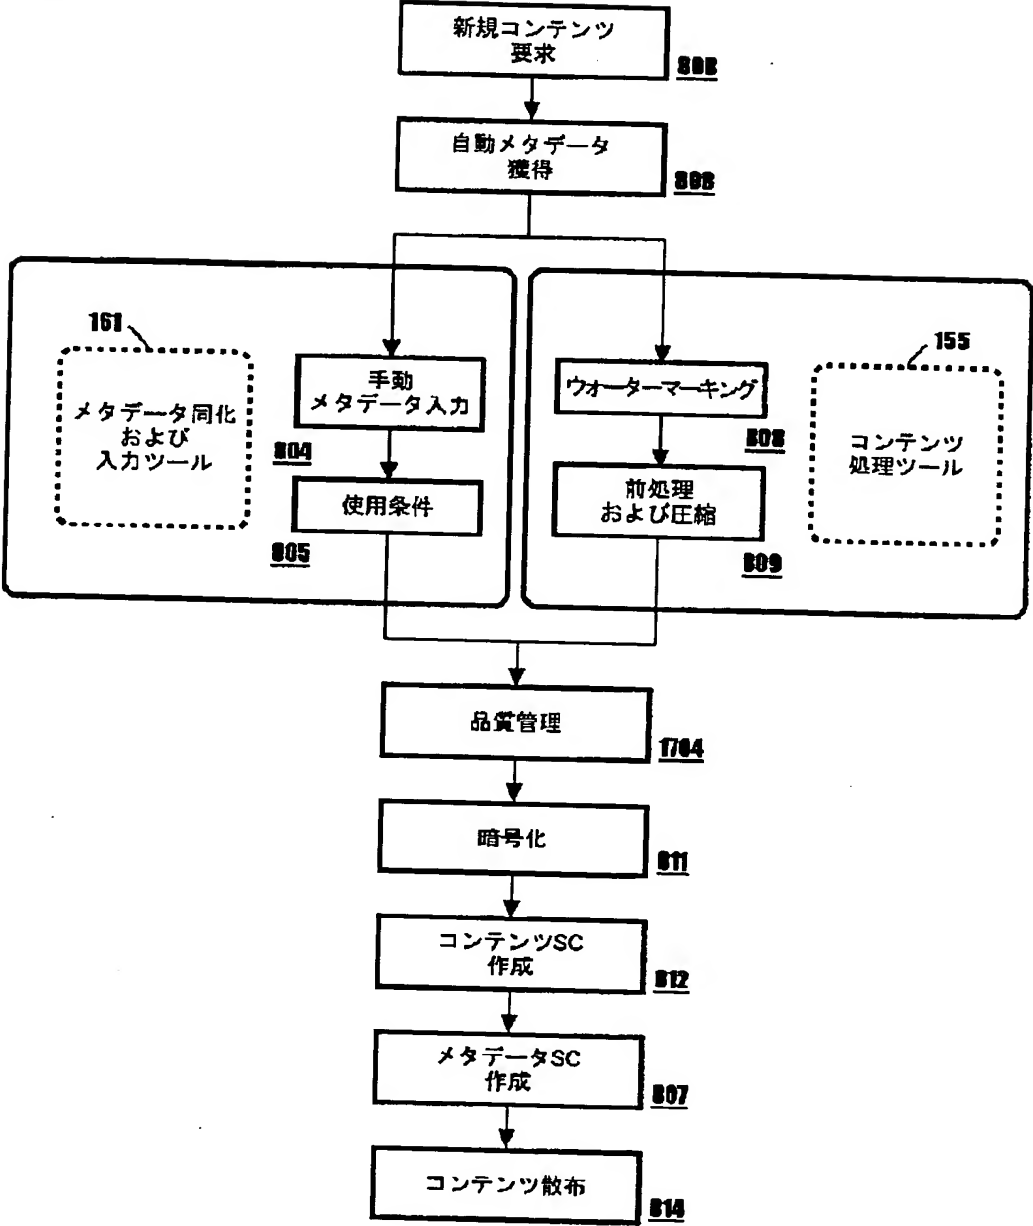 新規コンテンツ
要求
自動メタデータ
獲得
161
メタデータ同化
および
入力ツール
手動
メタデータ入力
804
使用条件
805
ウォーターマーキング
808
前処理
および圧縮
809
155
コンテンツ
処理ツール
品質管理
1704
暗号化
811
コンテンツSC
作成
812
メタデータSC
作成
807
コンテンツ散布
814